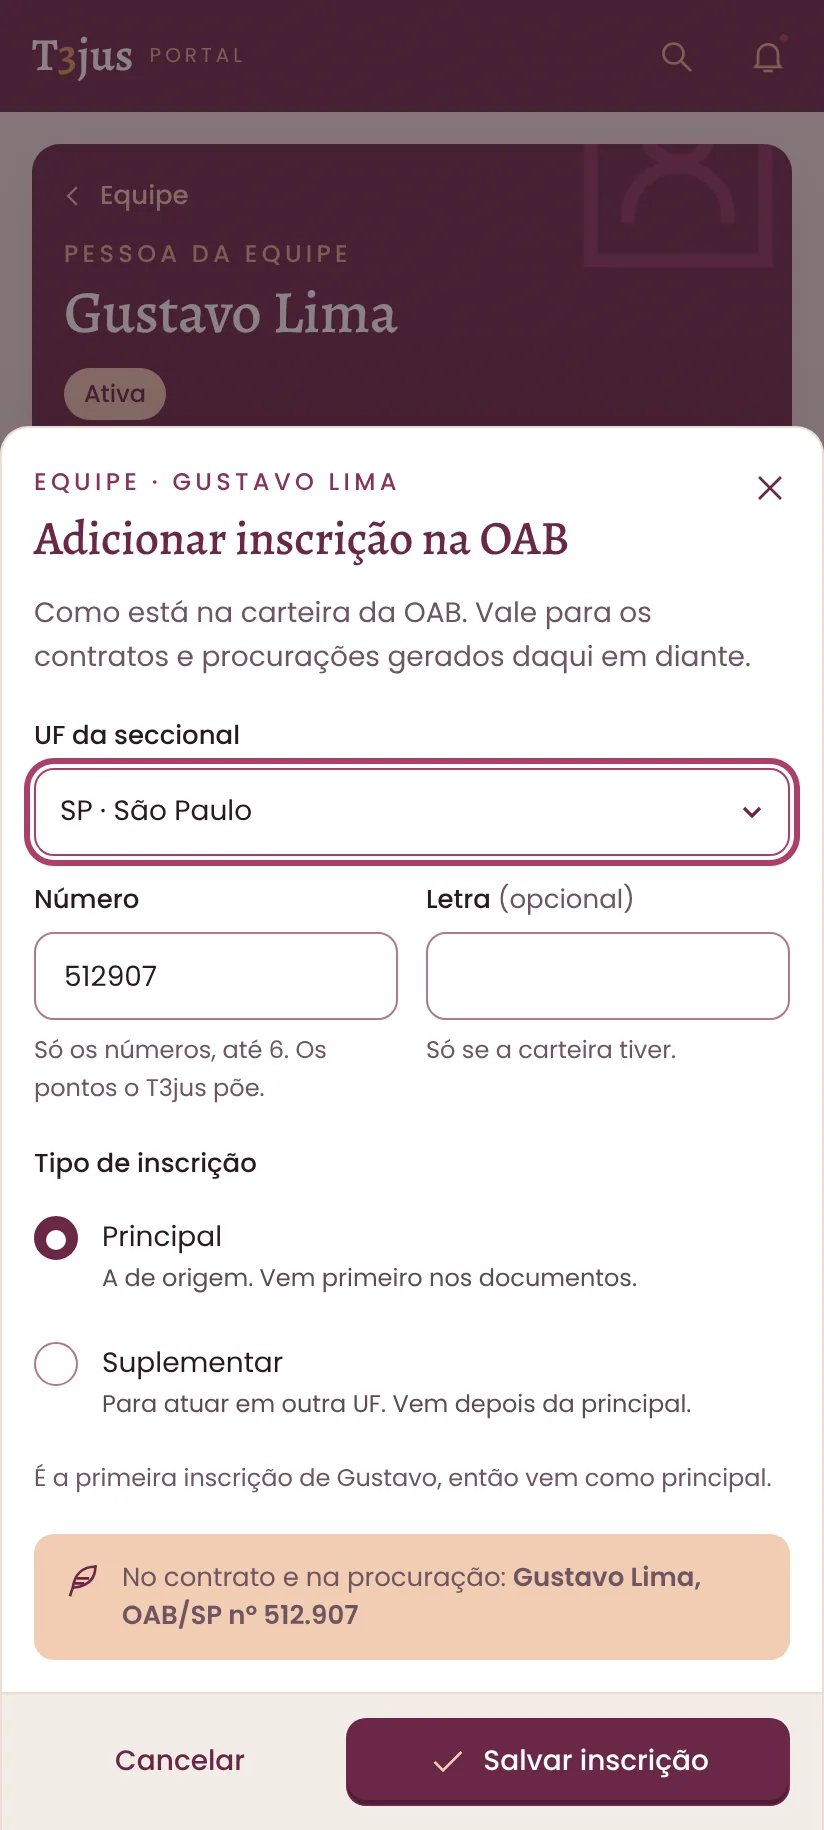 T3jus PORTAL
Equipe
PESSOA DA EQUIPE
Gustavo Lima
Ativa
EQUIPE · GUSTAVO LIMA
Adicionar inscrição na OAB
Como está na carteira da OAB. Vale para os
contratos e procurações gerados daqui em diante.
UF da seccional
SP · São Paulo
Número
Letra (opcional)
512907
Só os números, até 6. Os
pontos o T3jus põe.
Só se a carteira tiver.
Tipo de inscrição
Principal
A de origem. Vem primeiro nos documentos.
Suplementar
Para atuar em outra UF. Vem depois da principal.
É a primeira inscrição de Gustavo, então vem como principal.
No contrato e na procuração: Gustavo Lima,
OAB/SP nº 512.907
Cancelar
Salvar inscrição